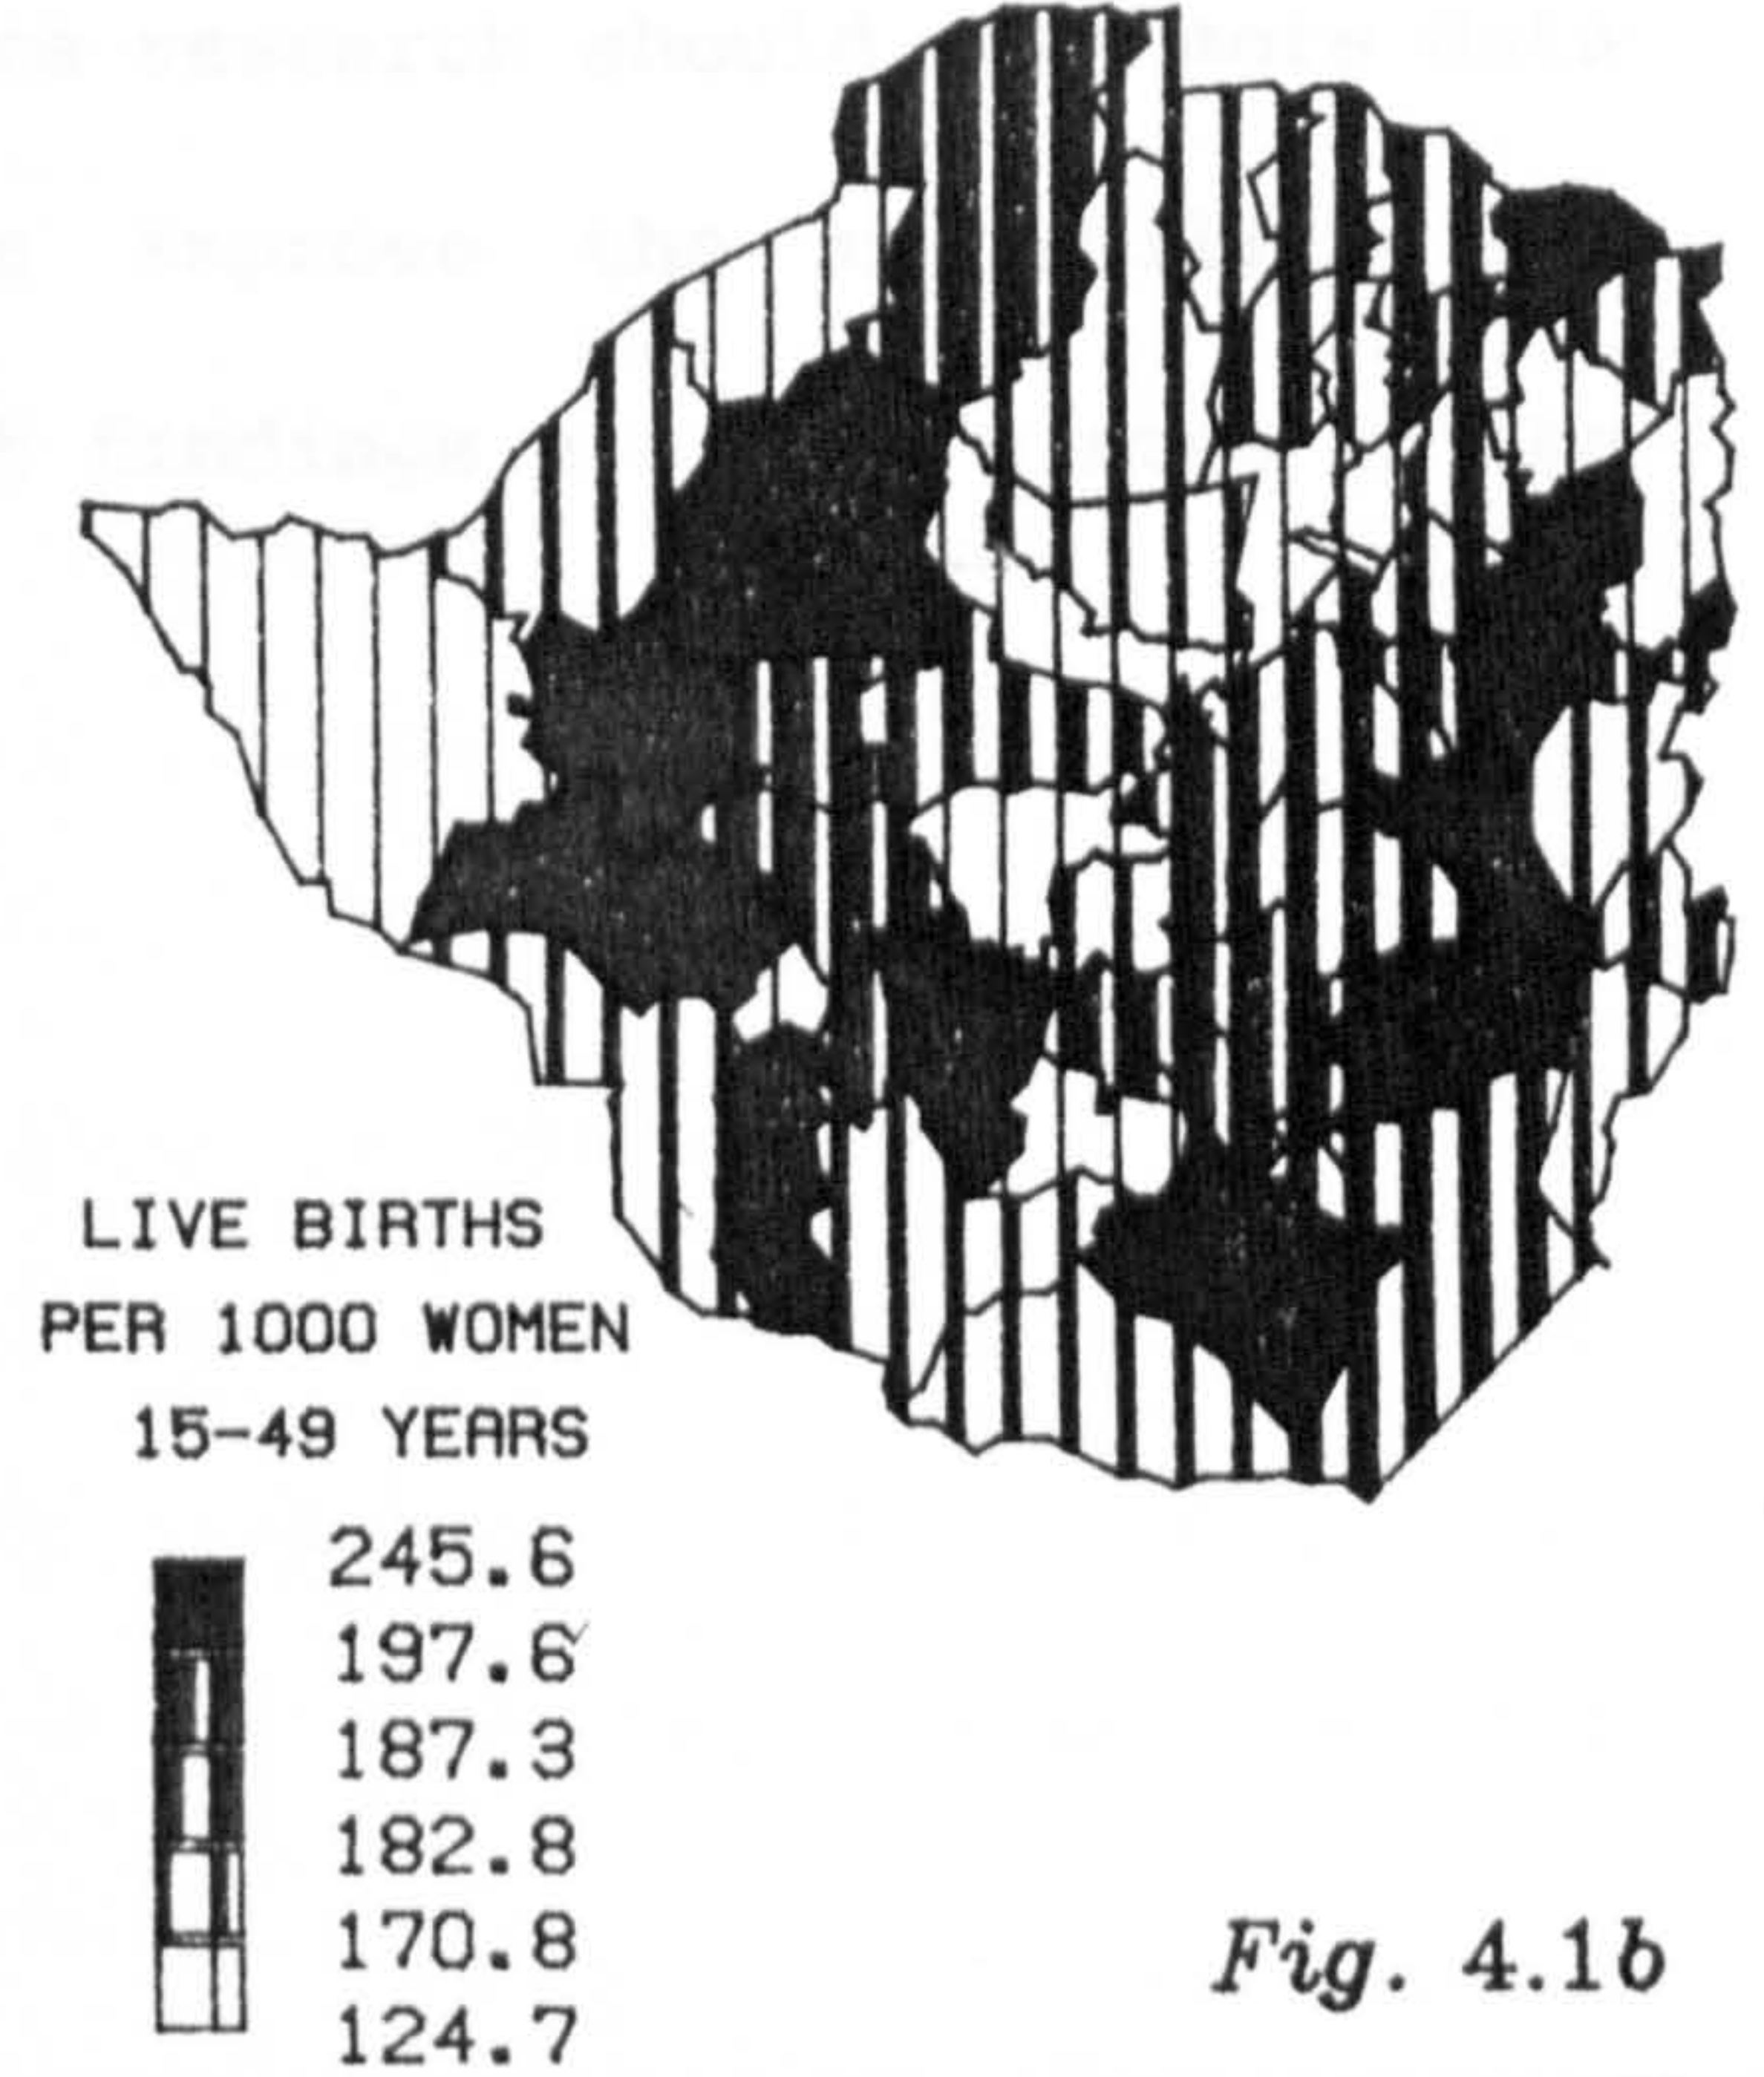 LIVE BIRTHS
PER 1000 WOMEN
15-49 YEARS
245.6
197.6
187.3
182.8
170.8
124.7
Fig. 4.1b